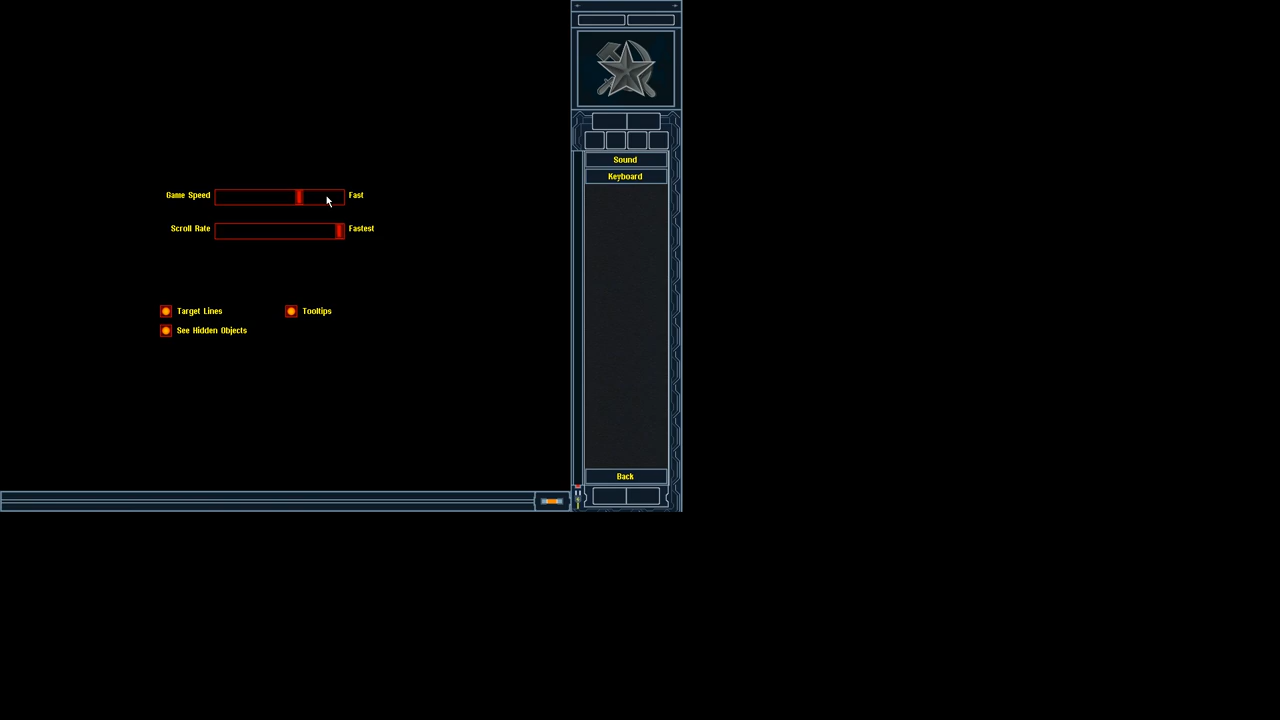 Sound
Keyboard
Game Speed Fast
Scroll Rate Fastest
Target Lines Tooltips
See Hidden Objects
Back